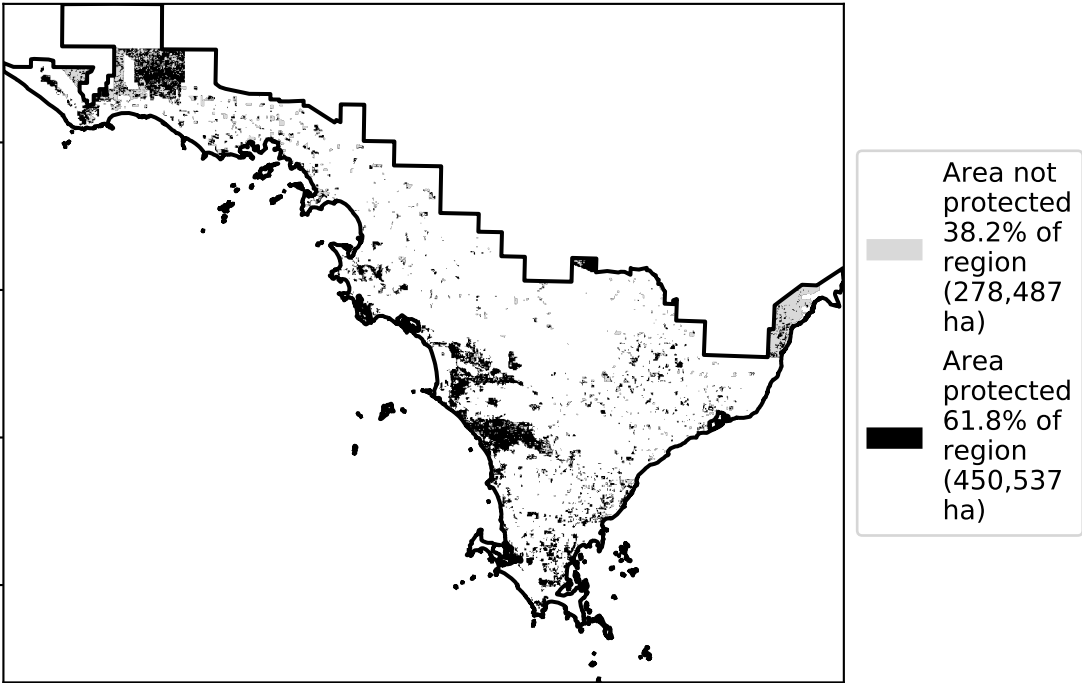 Area not
protected
38.2% of
region
(278,487
ha)
Area
protected
61.8% of
region
(450,537
ha)